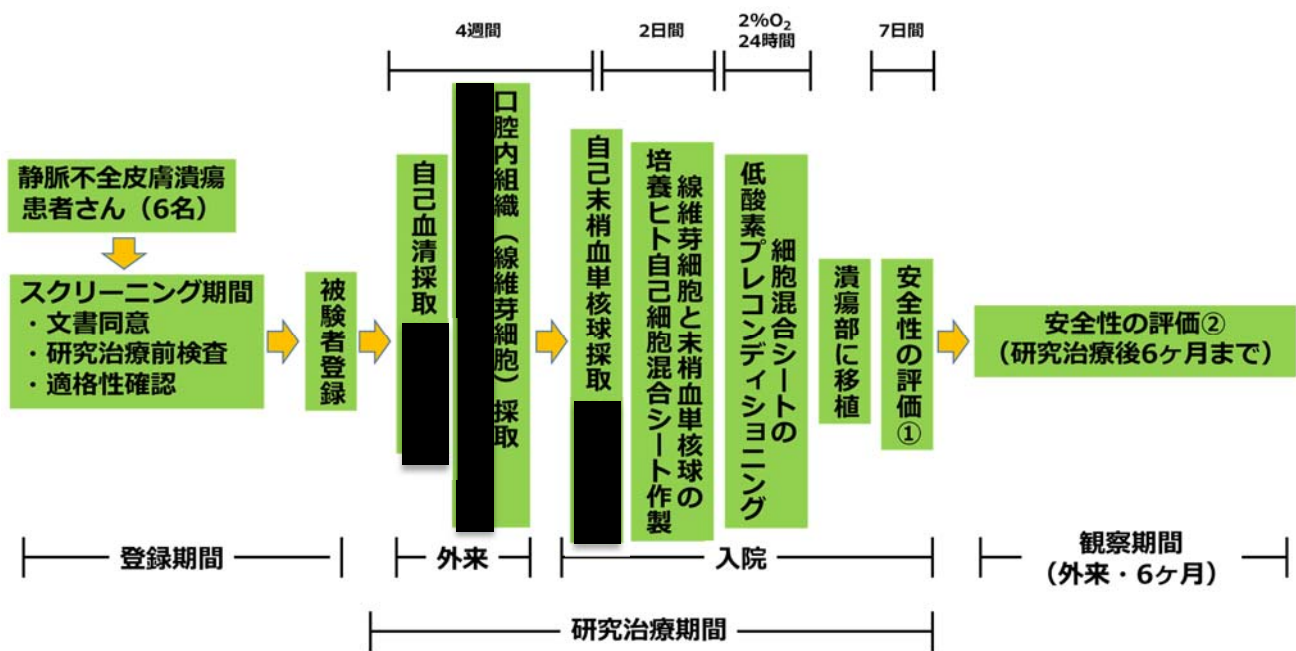 4週間
2日間
2%O₂
24時間
7日間
静脈不全皮膚潰瘍
患者さん（6名）
スクリーニング期間
・文書同意
・研究治療前検査
・適格性確認
被験者登録
自己血清採取
口腔内組織（線維芽細胞）採取
自己末梢血単核球採取
線維芽細胞と末梢血単核球の
培養ヒト自己細胞混合シート作製
細胞混合シートの
低酸素プレコンディショニング
潰瘍部に移植
安全性の評価①
安全性の評価②
（研究治療後6ヶ月まで）
登録期間
外来
入院
観察期間
（外来・6ヶ月）
研究治療期間